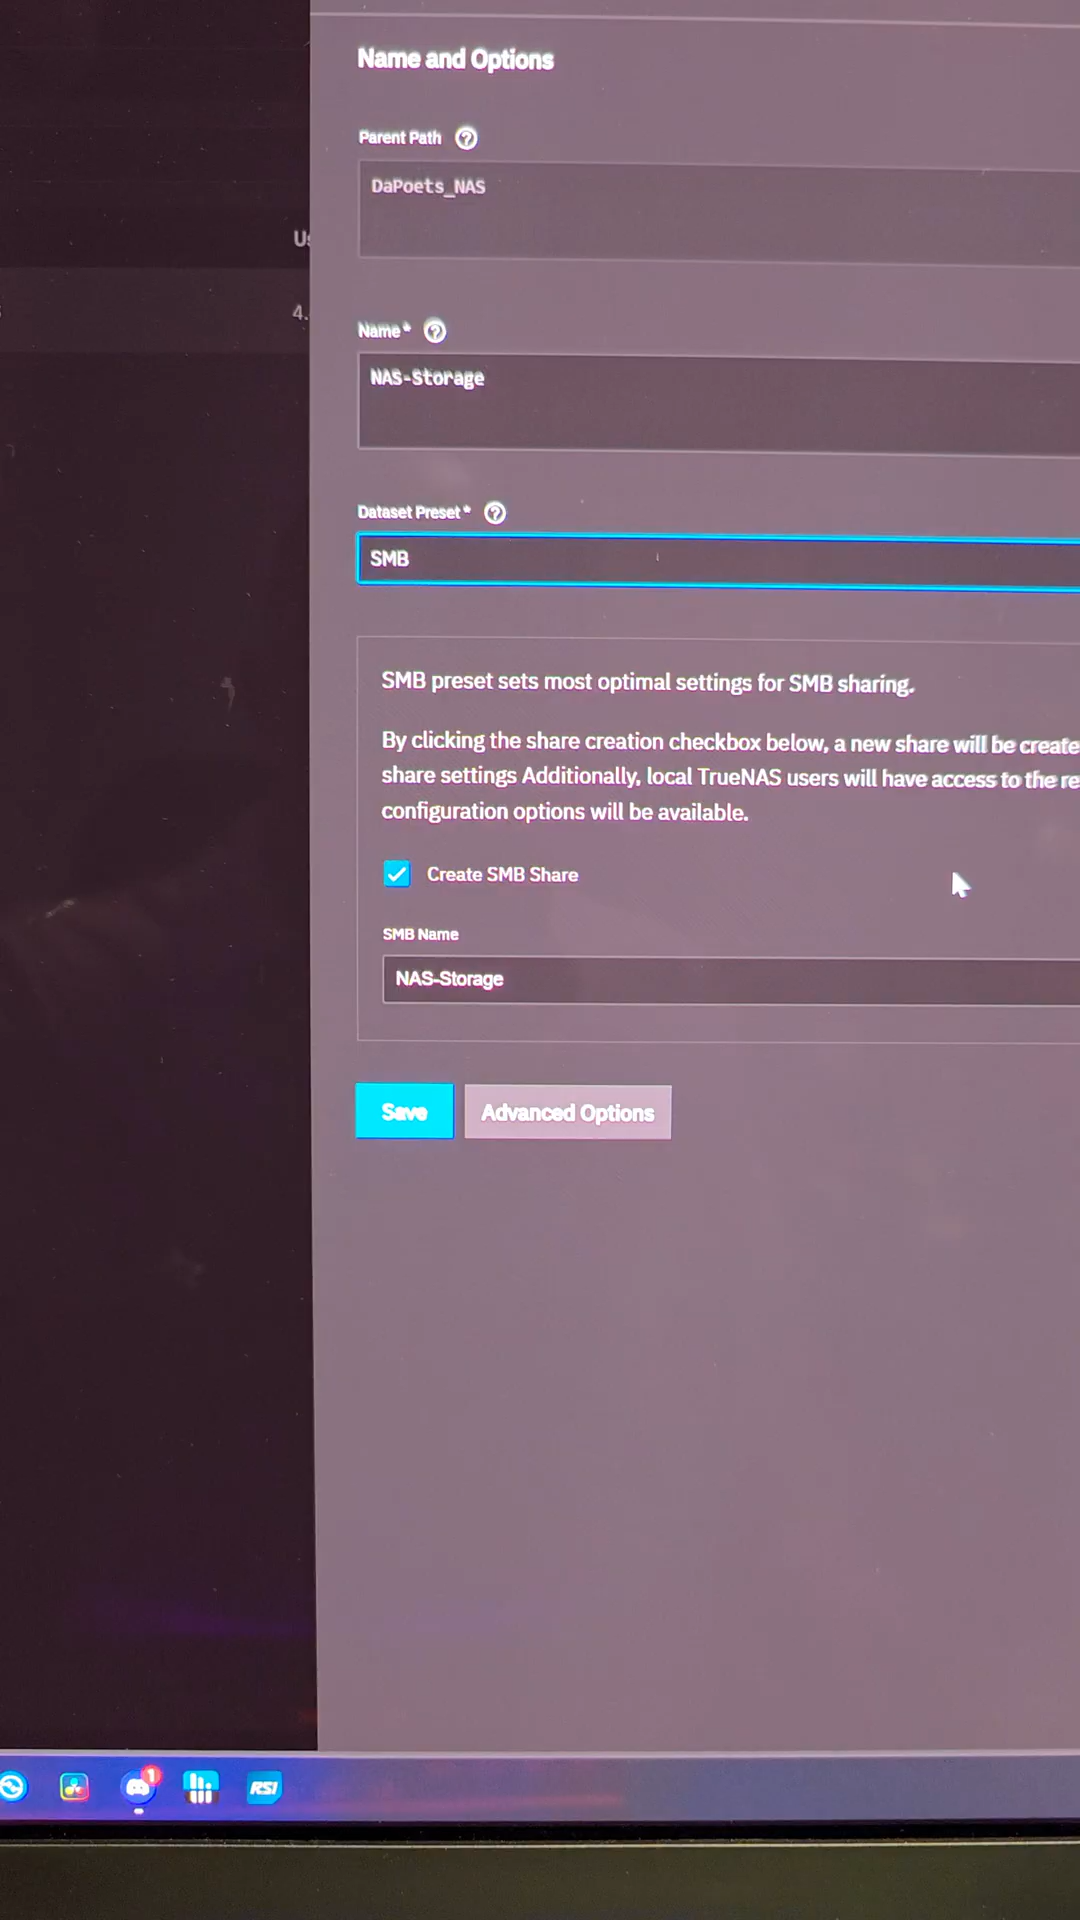 Name and Options
Parent Path
DaPoets_NAS
Name*
NAS-Storage
Dataset Preset*
SMB
SMB preset sets most optimal settings for SMB sharing.
By clicking the share creation checkbox below, a new share will be create
share settings Additionally, local TrueNAS users will have access to the re
configuration options will be available.
Create SMB Share
SMB Name
NAS-Storage
Save Advanced Options
4.
1
RSI